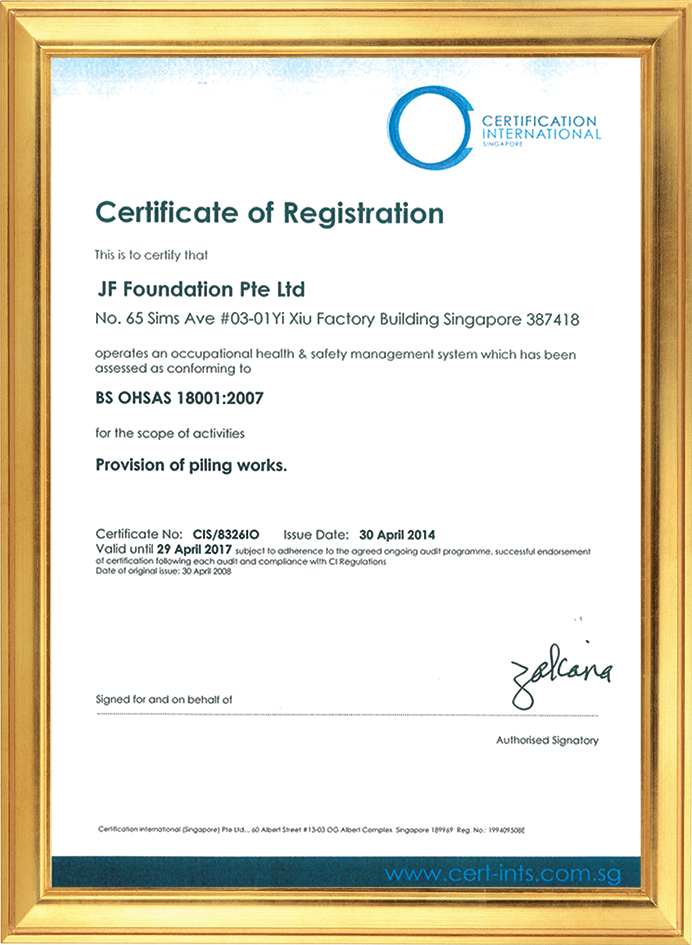 CERTIFICATION
INTERNATIONAL
SINGAPORE
Certificate of Registration
This is to certify that
JF Foundation Pte Ltd
No. 65 Sims Ave #03-01Yi Xiu Factory Building Singapore 387418
operates an occupational health & safety management system which has been
assessed as conforming to
BS OHSAS 18001:2007
for the scope of activities
Provision of piling works.
Certificate No: CIS/8326IO Issue Date: 30 April 2014
Valid until 29 April 2017 subject to adherence to the agreed ongoing audit programme, successful endorsement
of certification following each audit and compliance with CI Regulations
Date of original issue: 30 April 2008
Signed for and on behalf of
Authorised Signatory
Certification International (Singapore) Pte Ltd., 60 Albert Street #13-03 OG Albert Complex Singapore 189969 Reg. No.: 199409508E
www.cert-ints.com.sg